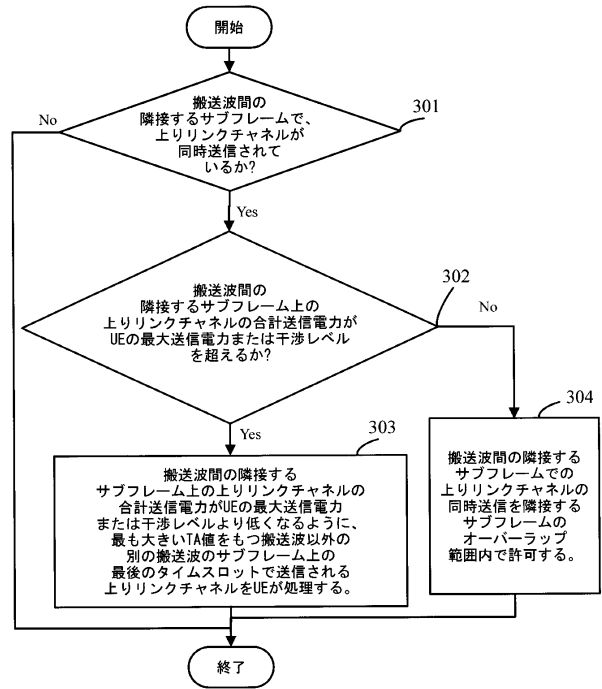 開始
搬送波間の
隣接するサブフレームで、
上りリンクチャネルが
同時送信されて
いるか?
301
No
Yes
搬送波間の
隣接するサブフレーム上の
上りリンクチャネルの合計送信電力が
UEの最大送信電力または干渉レベル
を超えるか?
302
No
Yes
303
搬送波間の隣接する
サブフレーム上の上りリンクチャネルの
合計送信電力がUEの最大送信電力
または干渉レベルより低くなるように、
最も大きいTA値をもつ搬送波以外の
別の搬送波のサブフレーム上の
最後のタイムスロットで送信される
上りリンクチャネルをUEが処理する。
304
搬送波間の隣接する
サブフレームでの
上りリンクチャネルの
同時送信を隣接する
サブフレームの
オーバーラップ
範囲内で許可する。
終了